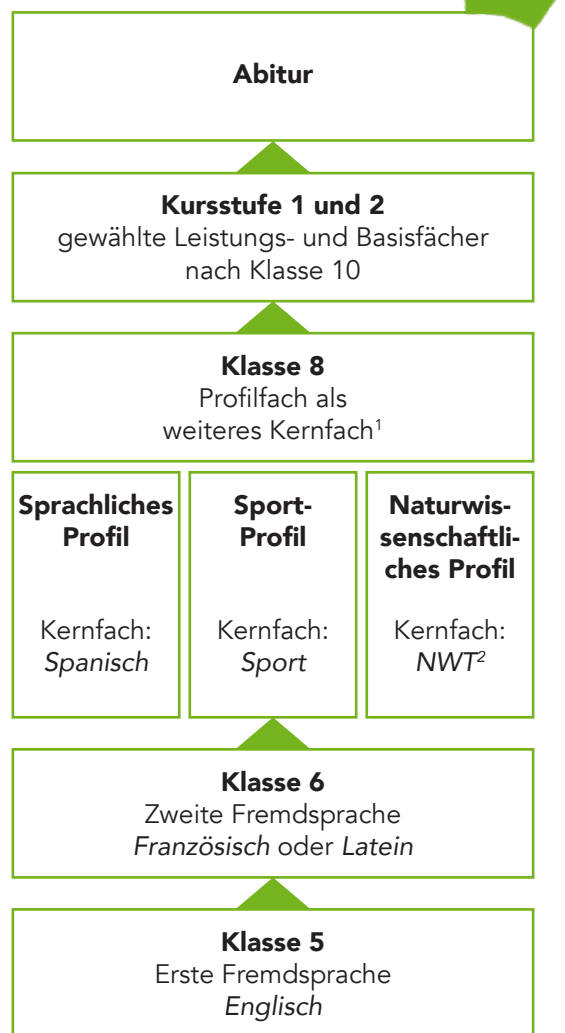 Abitur
Kursstufe 1 und 2
gewählte Leistungs- und Basisfächer
nach Klasse 10
Klasse 8
Profilfach als
weiteres Kernfach¹
Sprachliches
Profil
Kernfach:
Spanisch
Sport-
Profil
Kernfach:
Sport
Naturwis-
senschaftli-
ches Profil
Kernfach:
NWT²
Klasse 6
Zweite Fremdsprache
Französisch oder Latein
Klasse 5
Erste Fremdsprache
Englisch